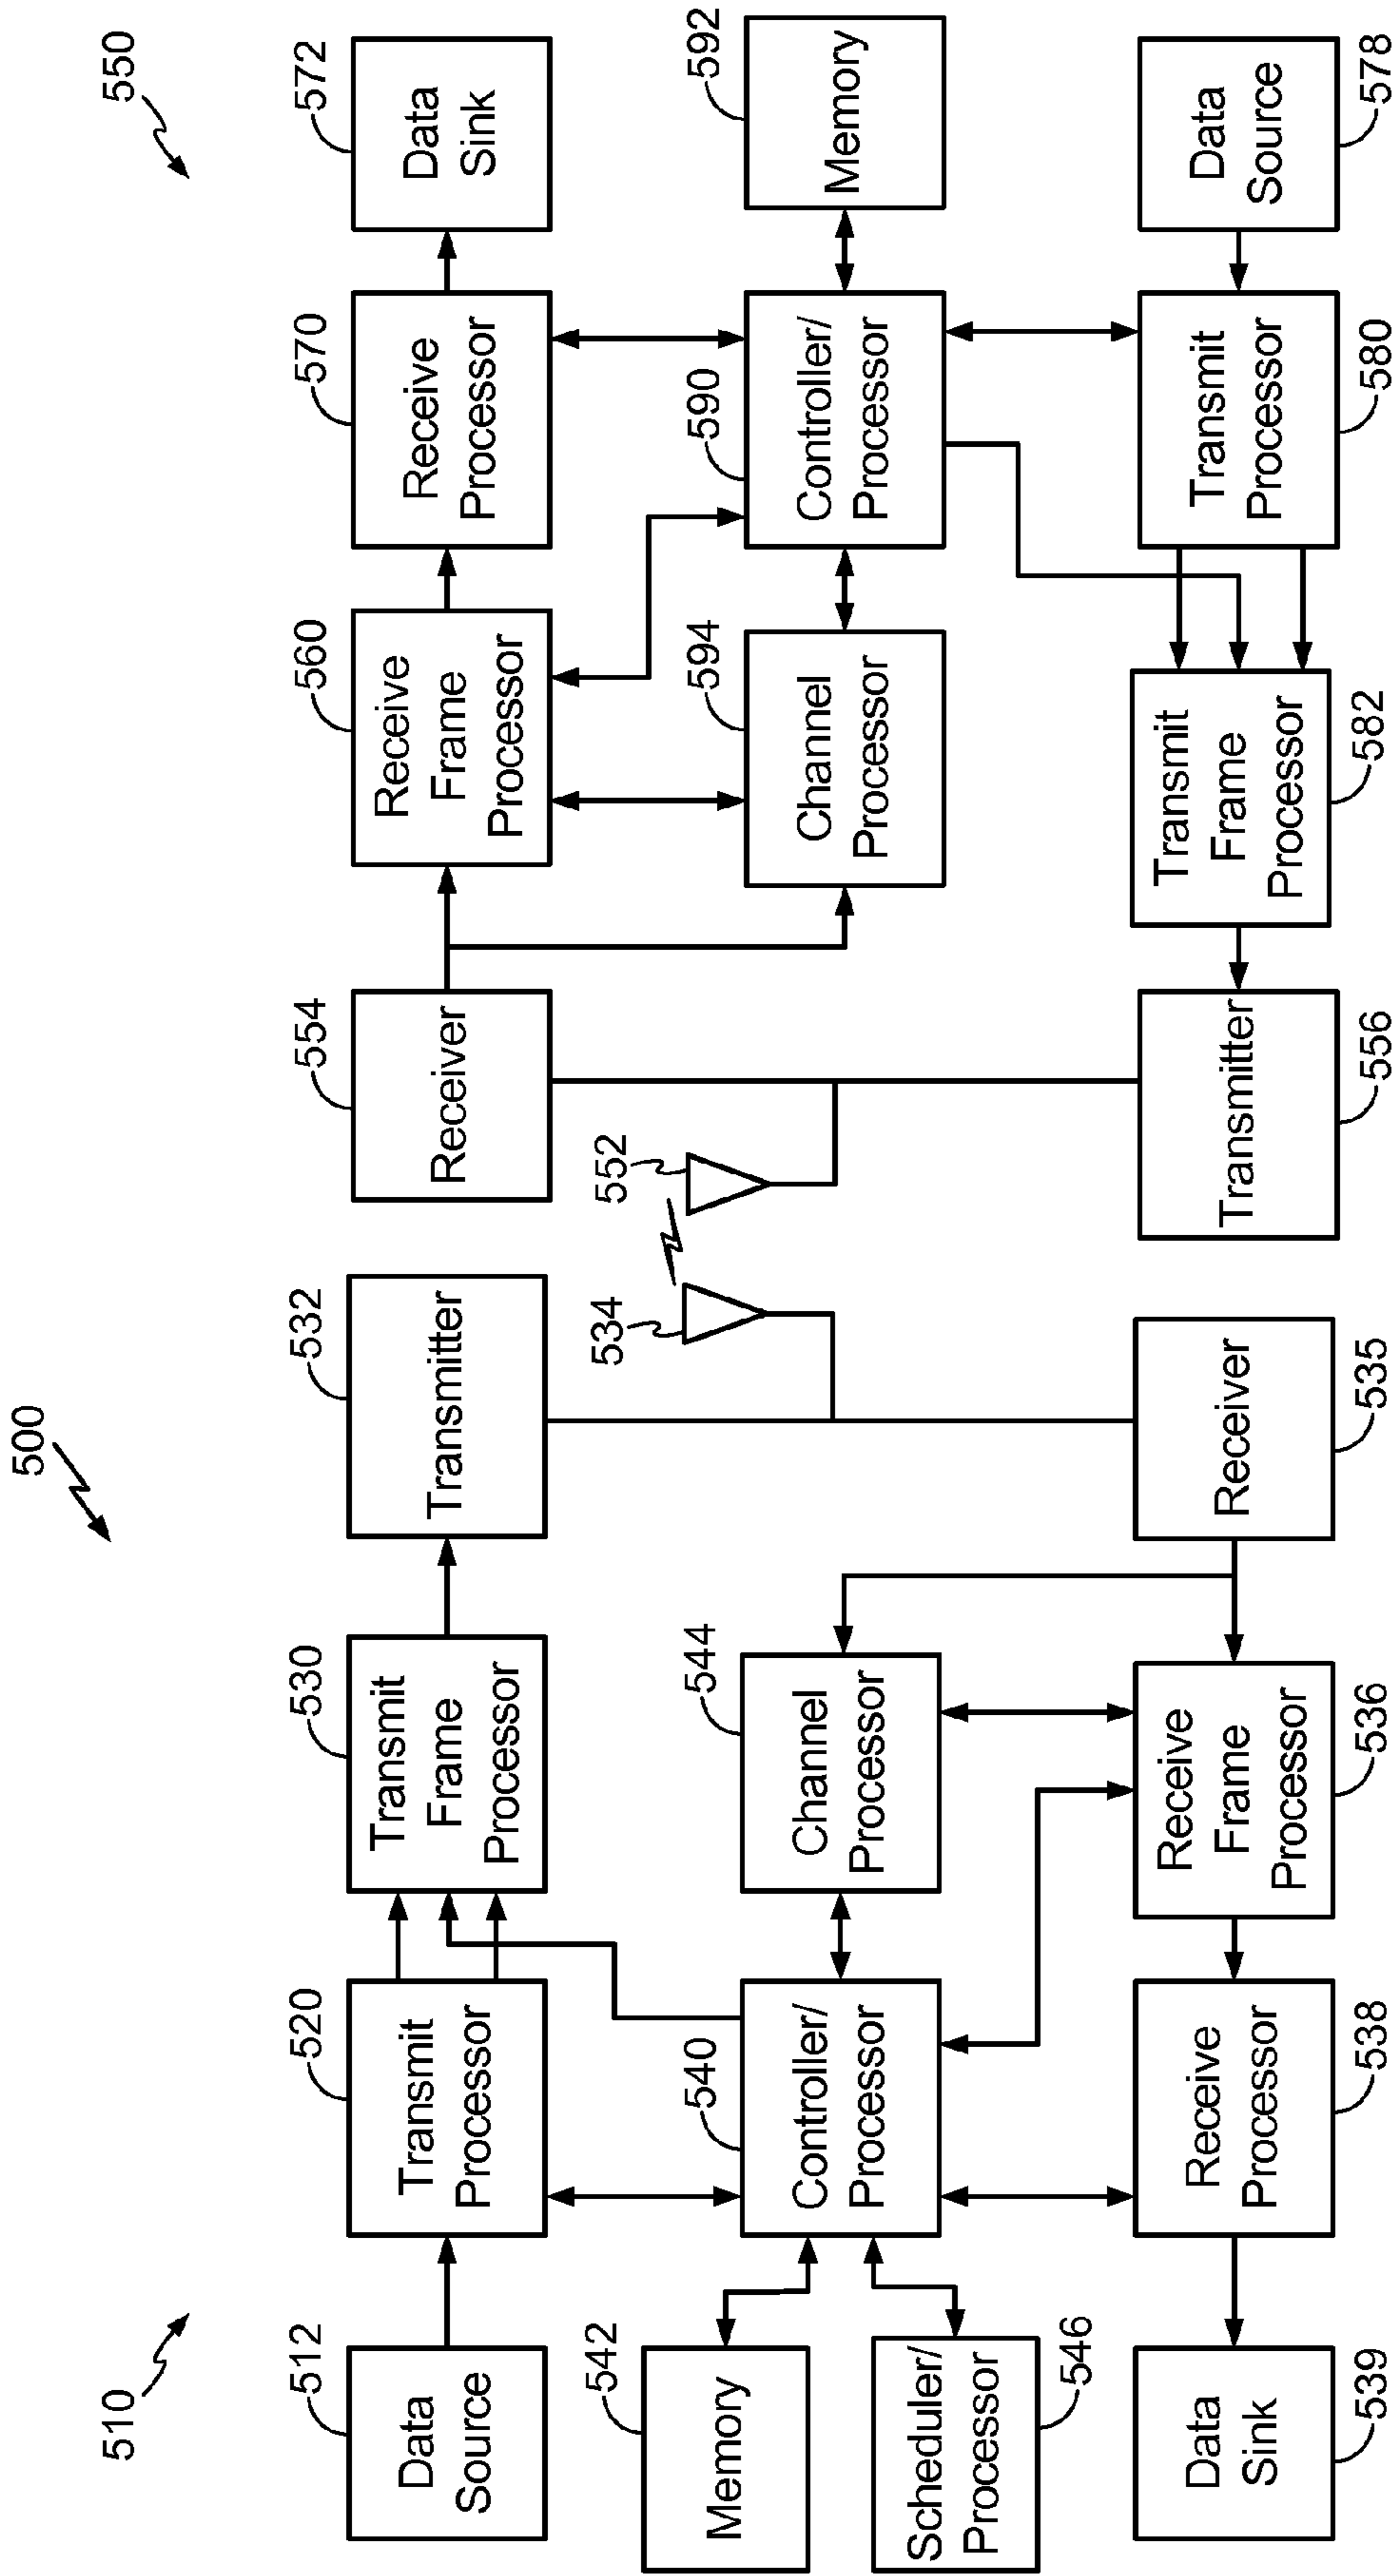 500
510
550
512
Data
Source
520
Transmit
Processor
530
Transmit
Frame
Processor
532
Transmitter
554
Receiver
560
Receive
Frame
Processor
570
Receive
Processor
572
Data
Sink
542
Memory
546
Scheduler/
Processor
540
Controller/
Processor
544
Channel
Processor
534
552
594
Channel
Processor
590
Controller/
Processor
592
Memory
539
Data
Sink
538
Receive
Processor
536
Receive
Frame
Processor
535
Receiver
556
Transmitter
582
Transmit
Frame
Processor
580
Transmit
Processor
578
Data
Source